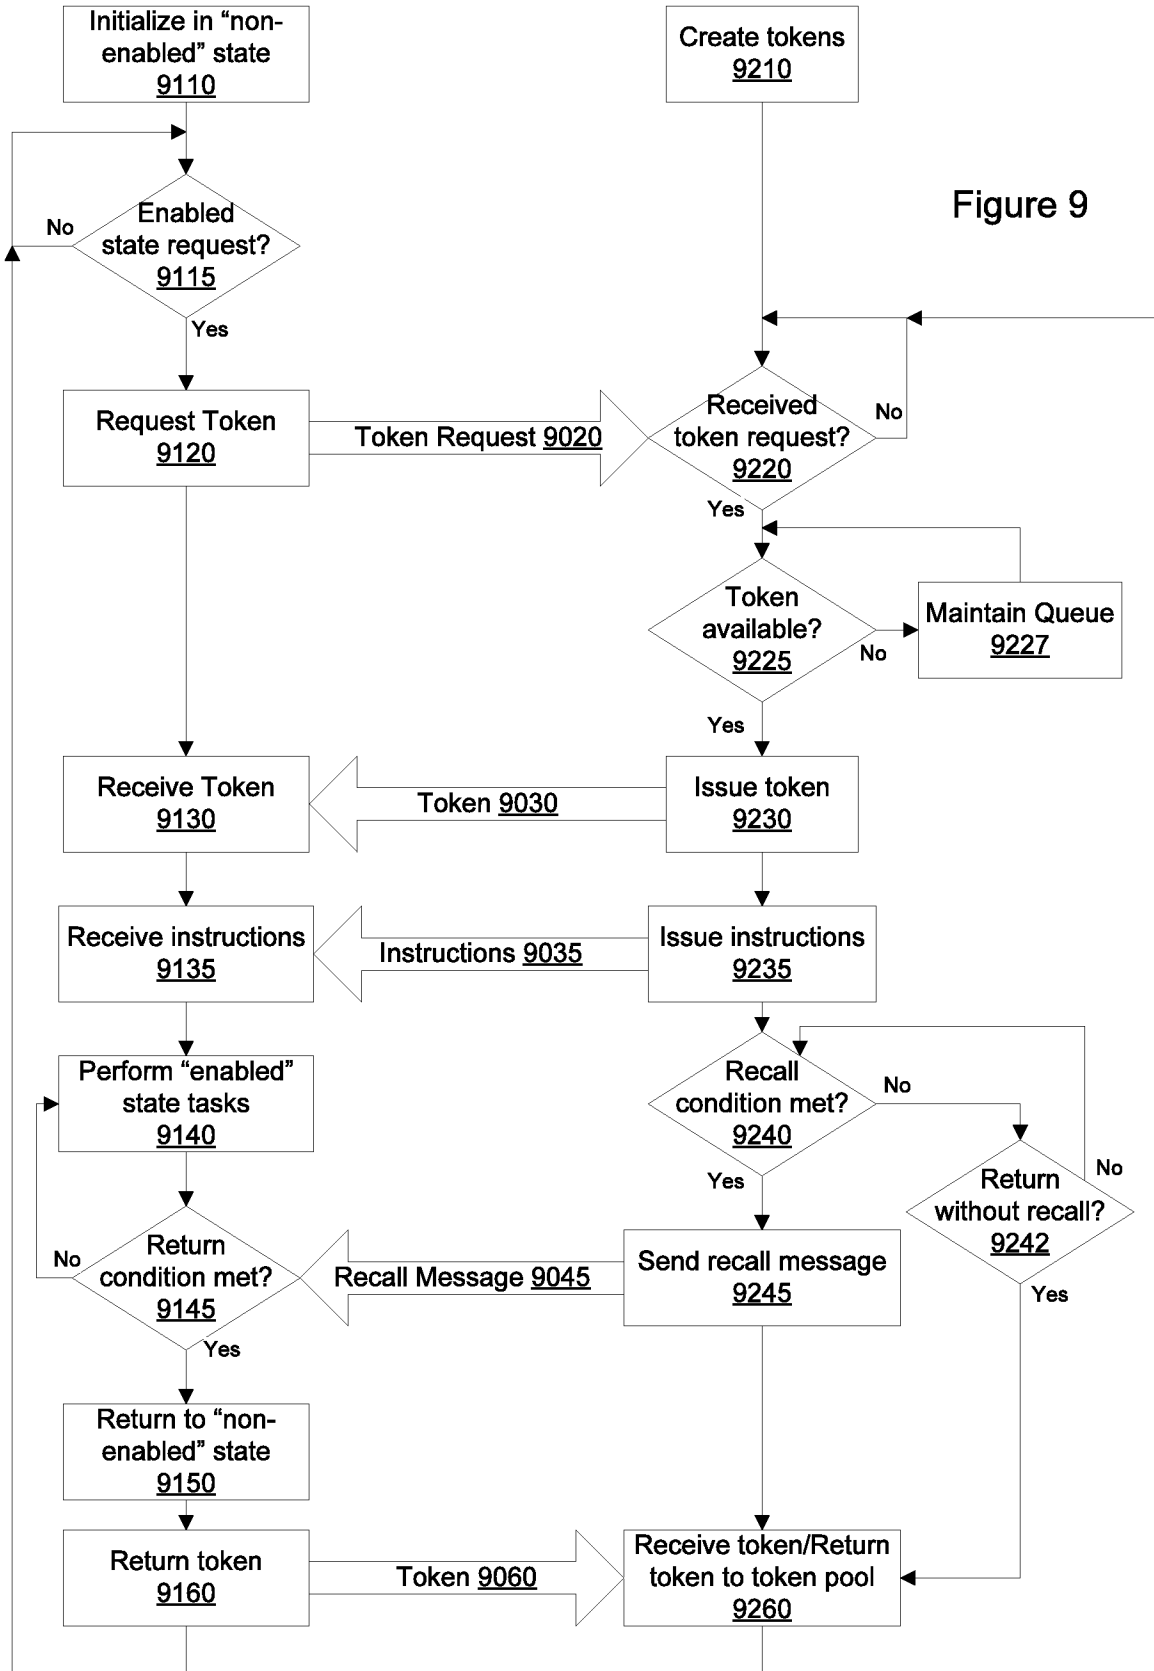 Initialize in “non-
enabled” state
9110
Create tokens
9210
Figure 9
No
Enabled
state request?
9115
Yes
Request Token
9120
Token Request 9020
Received
token request?
9220
No
Yes
Token
available?
9225
No
Maintain Queue
9227
Yes
Receive Token
9130
Token 9030
Issue token
9230
Receive instructions
9135
Instructions 9035
Issue instructions
9235
Perform “enabled”
state tasks
9140
Recall
condition met?
9240
No
Yes
Return
without recall?
9242
No
Yes
Return
condition met?
9145
No
Yes
Recall Message 9045
Send recall message
9245
Return to “non-
enabled” state
9150
Return token
9160
Token 9060
Receive token/Return
token to token pool
9260